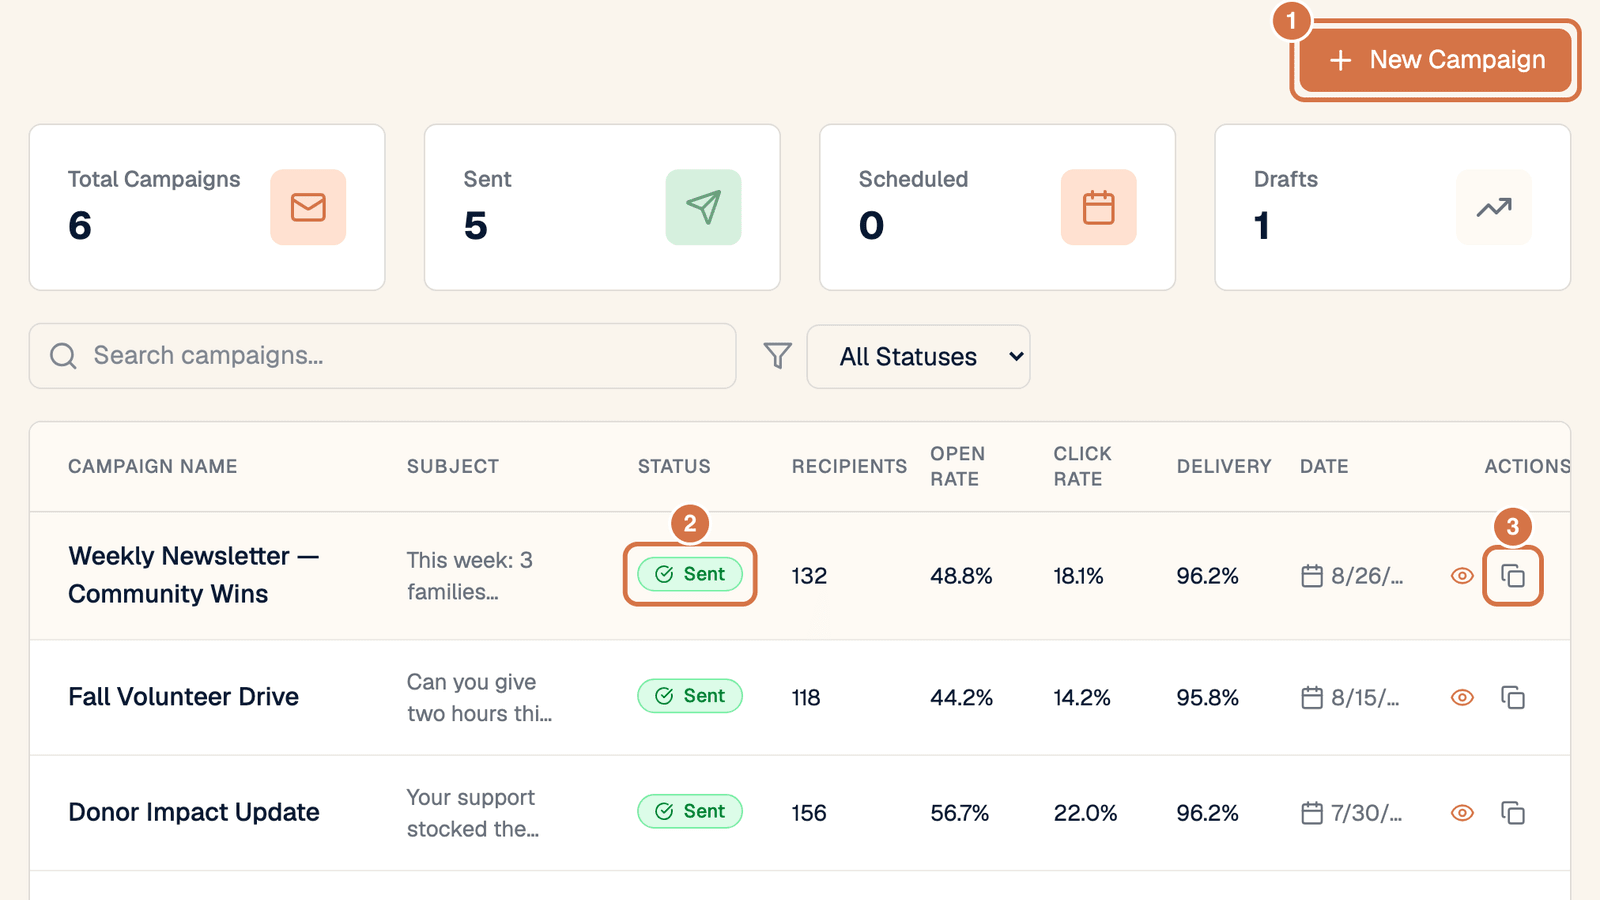 1
+ New Campaign
Total Campaigns
6
Sent
5
Scheduled
0
Drafts
1
Search campaigns...
All Statuses
CAMPAIGN NAME SUBJECT STATUS RECIPIENTS OPEN RATE CLICK RATE DELIVERY DATE ACTIONS
2
3
Weekly Newsletter —
Community Wins
This week: 3
families...
Sent
132
48.8%
18.1%
96.2%
8/26/...
Fall Volunteer Drive
Can you give
two hours thi...
Sent
118
44.2%
14.2%
95.8%
8/15/...
Donor Impact Update
Your support
stocked the...
Sent
156
56.7%
22.0%
96.2%
7/30/...